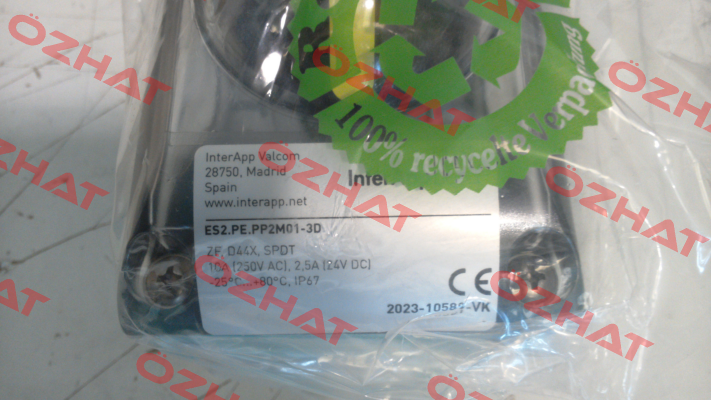 100% recycelte Verpackung
InterApp Valcom
28750, Madrid
Spain
www.interapp.net
ES2.PE.PP2M01-3D
ZF, D44X, SPDT
10A (250V AC), 2,5A (24V DC)
-25°C...+80°C, IP67
CE
ÖZHAT
ÖZHAT
ÖZHAT
ÖZHAT
ÖZHAT
ÖZHAT
ÖZHAT
ÖZHAT
ÖZHAT
ÖZHAT